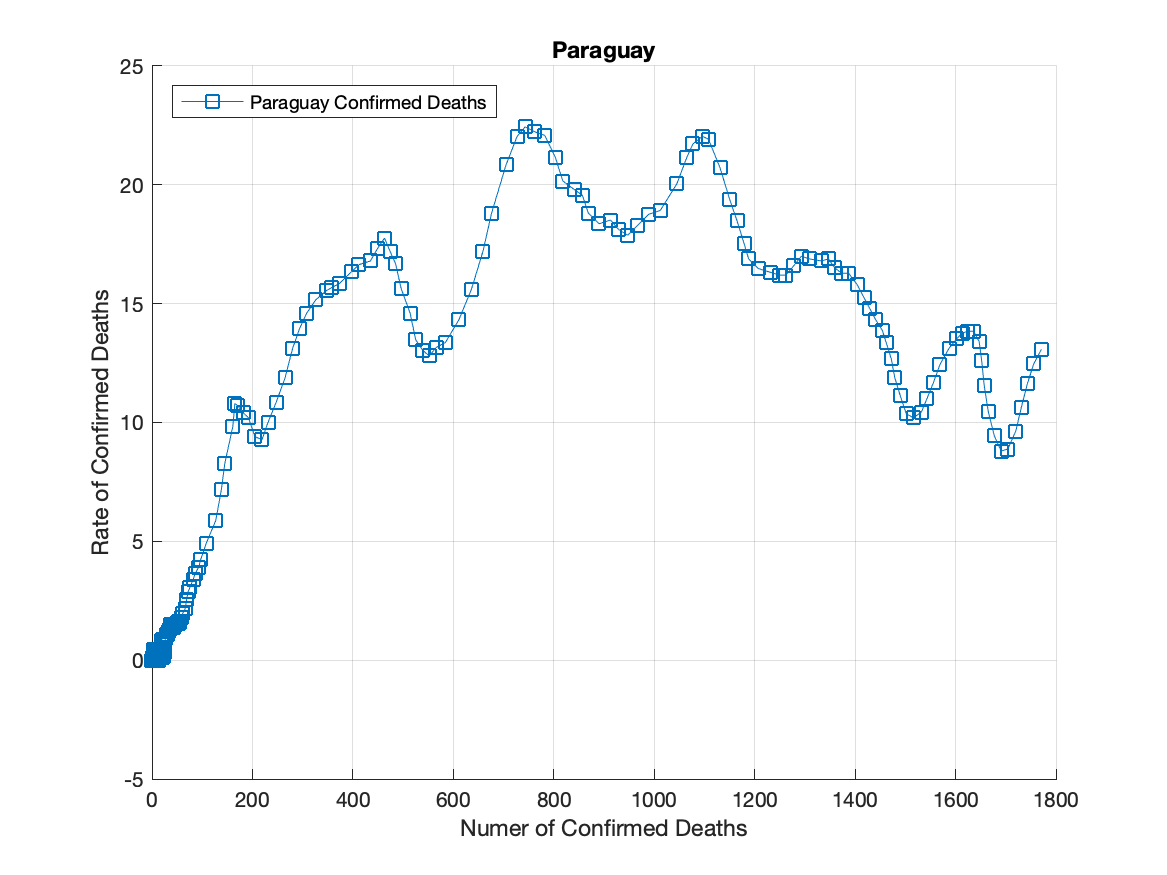 Paraguay
Paraguay Confirmed Deaths
25
20
15
10
5
0
-5
Rate of Confirmed Deaths
0 200 400 600 800 1000 1200 1400 1600 1800
Numer of Confirmed Deaths